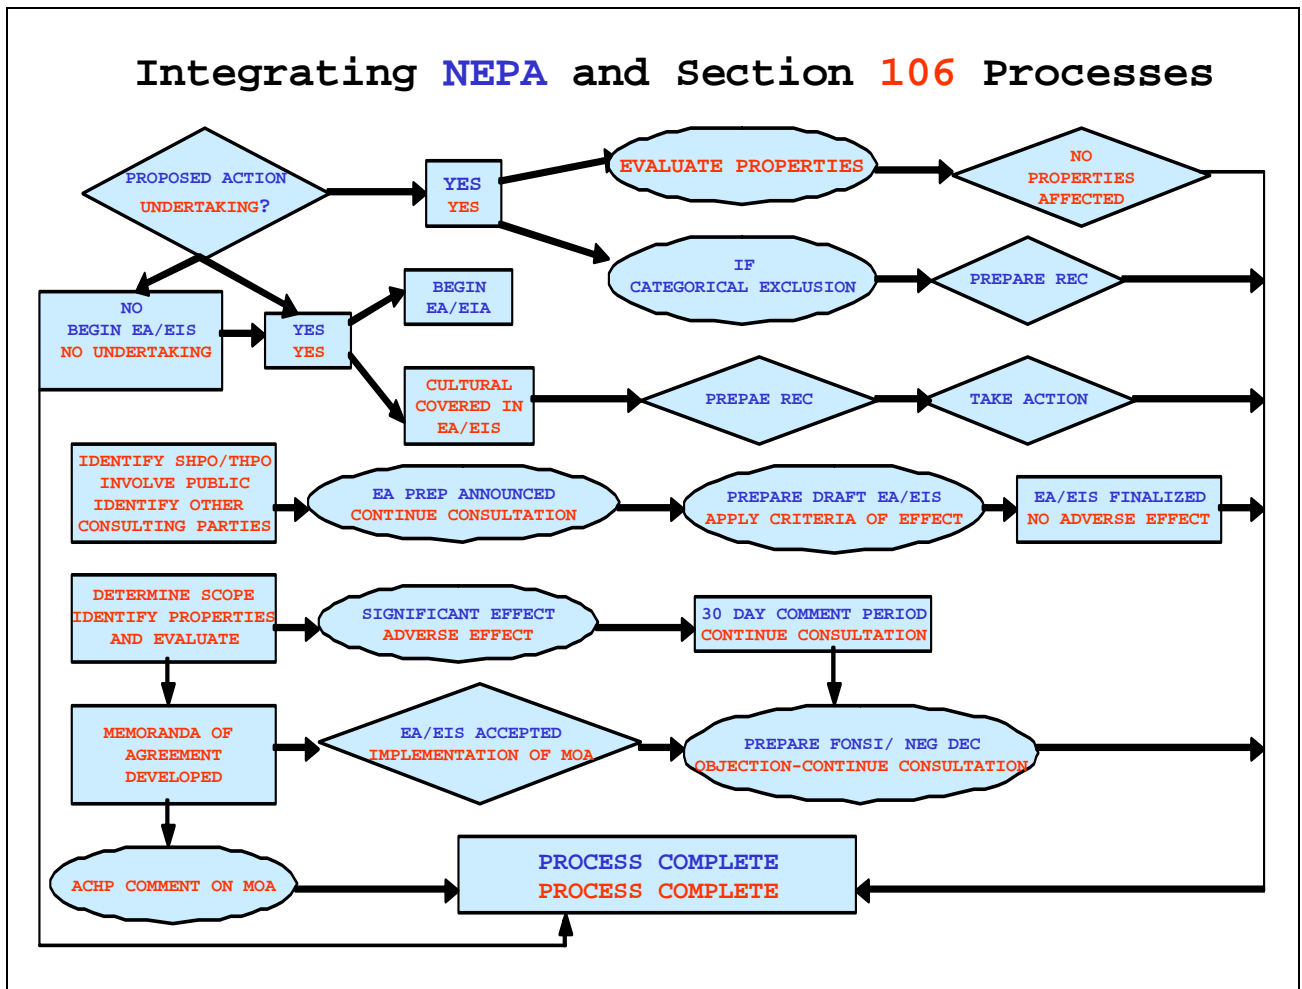 Integrating NEPA and Section 106 Processes
PROPOSED ACTION
UNDERTAKING?
YES
YES
EVALUATE PROPERTIES
NO
PROPERTIES
AFFECTED
IF
CATEGORICAL EXCLUSION
PREPARE REC
NO
BEGIN EA/EIS
NO UNDERTAKING
YES
YES
BEGIN
EA/EIA
CULTURAL
COVERED IN
EA/EIS
PREPAE REC
TAKE ACTION
IDENTIFY SHPO/THPO
INVOLVE PUBLIC
IDENTIFY OTHER
CONSULTING PARTIES
EA PREP ANNOUNCED
CONTINUE CONSULTATION
PREPARE DRAFT EA/EIS
APPLY CRITERIA OF EFFECT
EA/EIS FINALIZED
NO ADVERSE EFFECT
DETERMINE SCOPE
IDENTIFY PROPERTIES
AND EVALUATE
SIGNIFICANT EFFECT
ADVERSE EFFECT
30 DAY COMMENT PERIOD
CONTINUE CONSULTATION
MEMORANDA OF
AGREEMENT
DEVELOPED
EA/EIS ACCEPTED
IMPLEMENTATION OF MOA
PREPARE FONSI/ NEG DEC
OBJECTION-CONTINUE CONSULTATION
ACHP COMMENT ON MOA
PROCESS COMPLETE
PROCESS COMPLETE